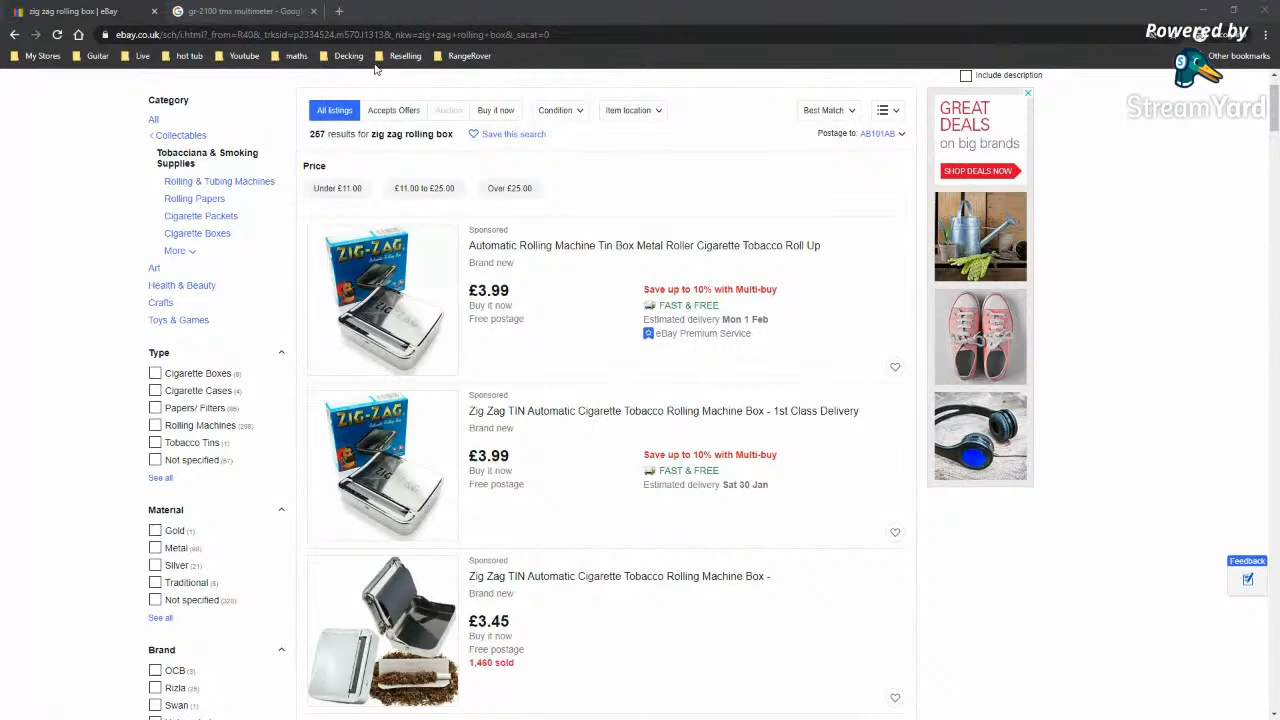 zig zag rolling box | eBay
gr-2100 tmx multimeter - Googl
ebay.co.uk/sch/i.html?_from=R40&_trksid=p2334524.m570.l1313&_nkw=zig+zag+rolling+box&_sacat=0
My Stores
Guitar
Live
hot tub
Youtube
maths
Decking
Reselling
RangeRover
Other bookmarks
Powered by
StreamYard
Include description
Category
All
Collectables
Tobacciana & Smoking
Supplies
Rolling & Tubing Machines
Rolling Papers
Cigarette Packets
Cigarette Boxes
More
Art
Health & Beauty
Crafts
Toys & Games
Type
Cigarette Boxes (9)
Cigarette Cases (4)
Papers/ Filters (85)
Rolling Machines (298)
Tobacco Tins (1)
Not specified (57)
See all
Material
Gold (1)
Metal (98)
Silver (21)
Traditional (8)
Not specified (328)
See all
Brand
OCB (3)
Rizla (25)
Swan (1)
All listings
Accepts Offers
Auction
Buy it now
Condition
Item location
Best Match
257 results for zig zag rolling box
Save this search
Postage to: AB101AB
Price
Under £11.00
£11.00 to £25.00
Over £25.00
ZIG-ZAG
ZIG ZAG
Sponsored
Automatic Rolling Machine Tin Box Metal Roller Cigarette Tobacco Roll Up
Brand new
£3.99
Buy it now
Free postage
Save up to 10% with Multi-buy
FAST & FREE
Estimated delivery Mon 1 Feb
eBay Premium Service
ZIG-ZAG
Sponsored
Zig Zag TIN Automatic Cigarette Tobacco Rolling Machine Box - 1st Class Delivery
Brand new
£3.99
Buy it now
Free postage
Save up to 10% with Multi-buy
FAST & FREE
Estimated delivery Sat 30 Jan
Sponsored
Zig Zag TIN Automatic Cigarette Tobacco Rolling Machine Box -
Brand new
£3.45
Buy it now
Free postage
1,460 sold
GREAT
DEALS
on big brands
SHOP DEALS NOW
Feedback